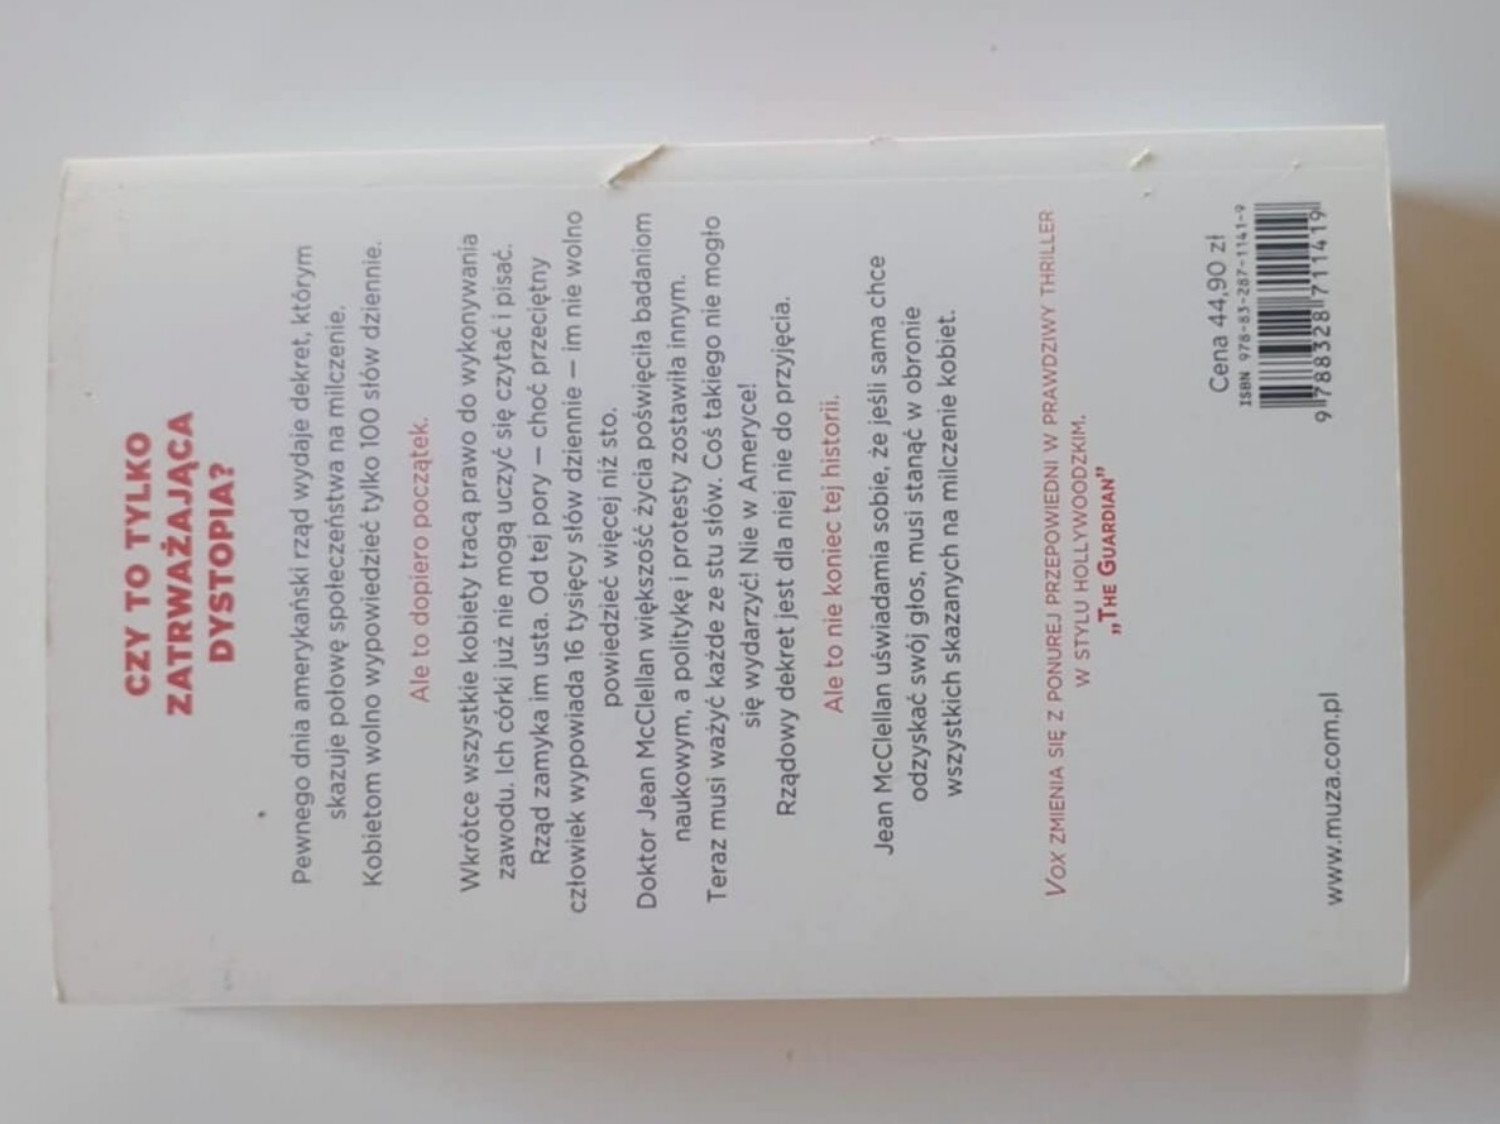 CZY TO TYLKO
ZATRWAŻAJĄCA
DYSTOPIA?
Pewnego dnia amerykański rząd wydaje dekret, którym
skazuje połowę społeczeństwa na milczenie.
Kobietom wolno wypowiedzieć tylko 100 słów dziennie.
Ale to dopiero początek.
Wkrótce wszystkie kobiety tracą prawo do wykonywania
zawodu. Ich córki już nie mogą uczyć się czytać i pisać.
Rząd zamyka im usta. Od tej pory – choć przeciętny
człowiek wypowiada 16 tysięcy słów dziennie – im nie wolno
powiedzieć więcej niż sto.
Doktor Jean McClellan większość życia poświęciła badaniom
naukowym, a politykę i protesty zostawiła innym.
Teraz musi ważyć każde ze stu słów. Coś takiego nie mogło
się wydarzyć! Nie w Ameryce!
Rządowy dekret jest dla niej nie do przyjęcia.
Ale to nie koniec tej historii.
Jean McClellan uświadamia sobie, że jeśli sama chce
odzyskać swój głos, musi stanąć w obronie
wszystkich skazanych na milczenie kobiet.
VOX ZMIENIA SIĘ Z PONUREJ PRZEPOWIEDNI W PRAWDZIWY THRILLER
W STYLU HOLLYWOODZKIM.
„THE GUARDIAN”
Cena 44,90 zł
ISBN 978-83-287-1141-9
9 788328 711419
www.muza.com.pl